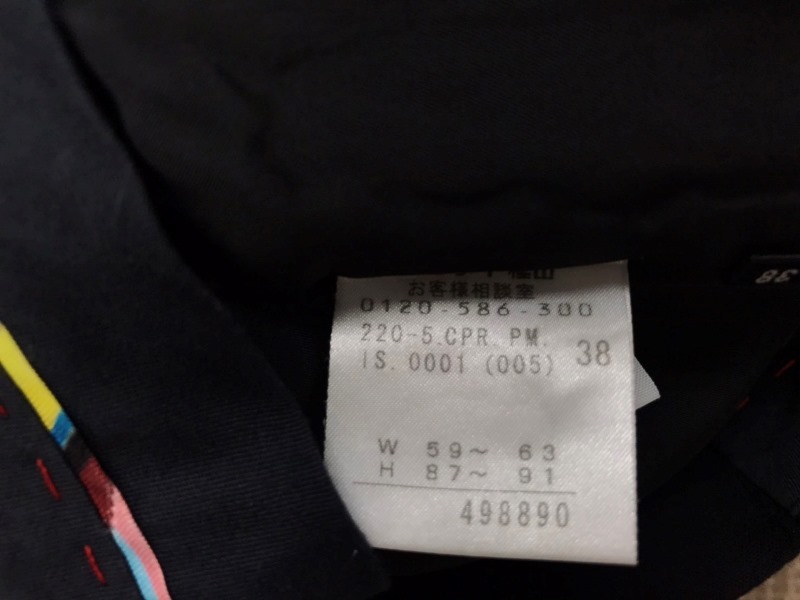 お客様相談室
0120-586-300
220-5.CPR.PM.
IS.0001 (005) 38
W 59～ 63
H 87～ 91
498890
38